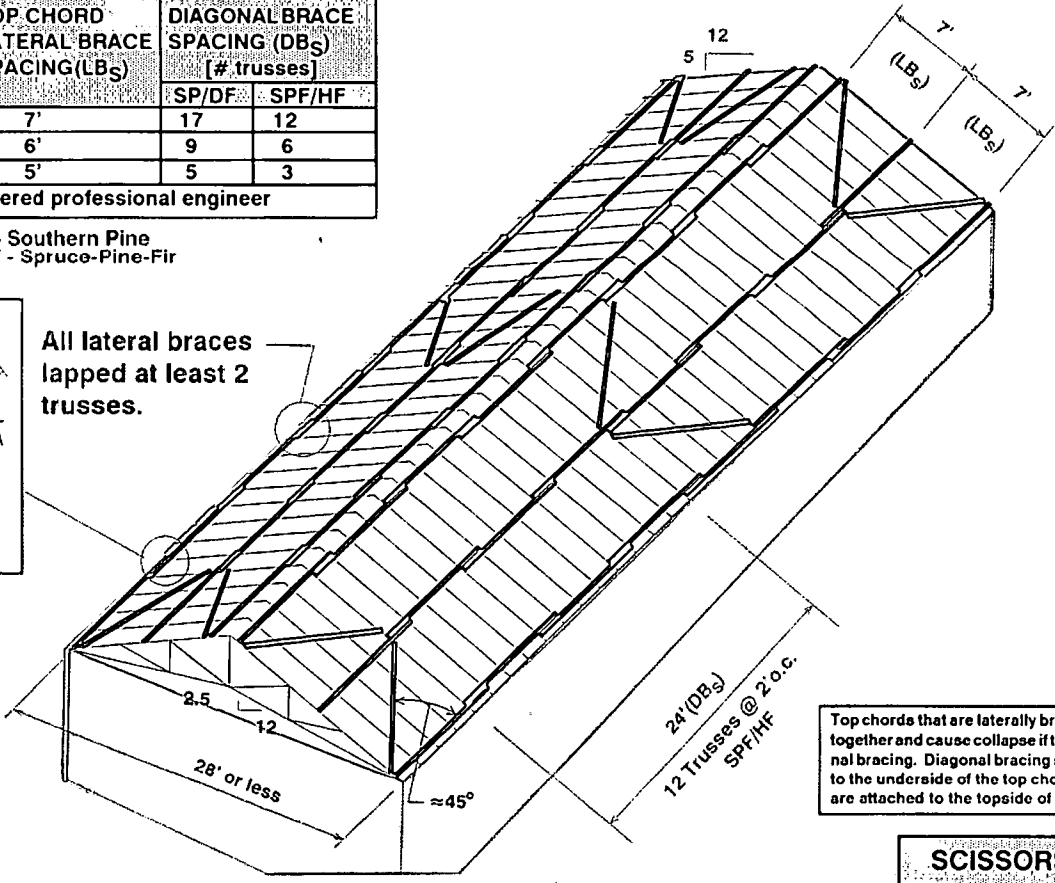 OP CHORD
ATERAL BRACE
PACING(LBS)
DIAGONAL BRACE
SPACING (DBS)
[# trusses]
SP/DF SPF/HF
7' 17 12
6' 9 6
5' 5 3
ered professional engineer
- Southern Pine
- Spruce-Pine-Fir
All lateral braces
lapped at least 2
trusses.
12
5
7'
(LBS)
7'
(LBS)
2.5
12
28' or less
≈45°
24'(DBS)
12 Trusses @ 2'o.c.
SPF/HF
Top chords that are laterally br
together and cause collapse if t
nal bracing. Diagonal bracing
to the underside of the top cho
are attached to the topside of
SCISSORS